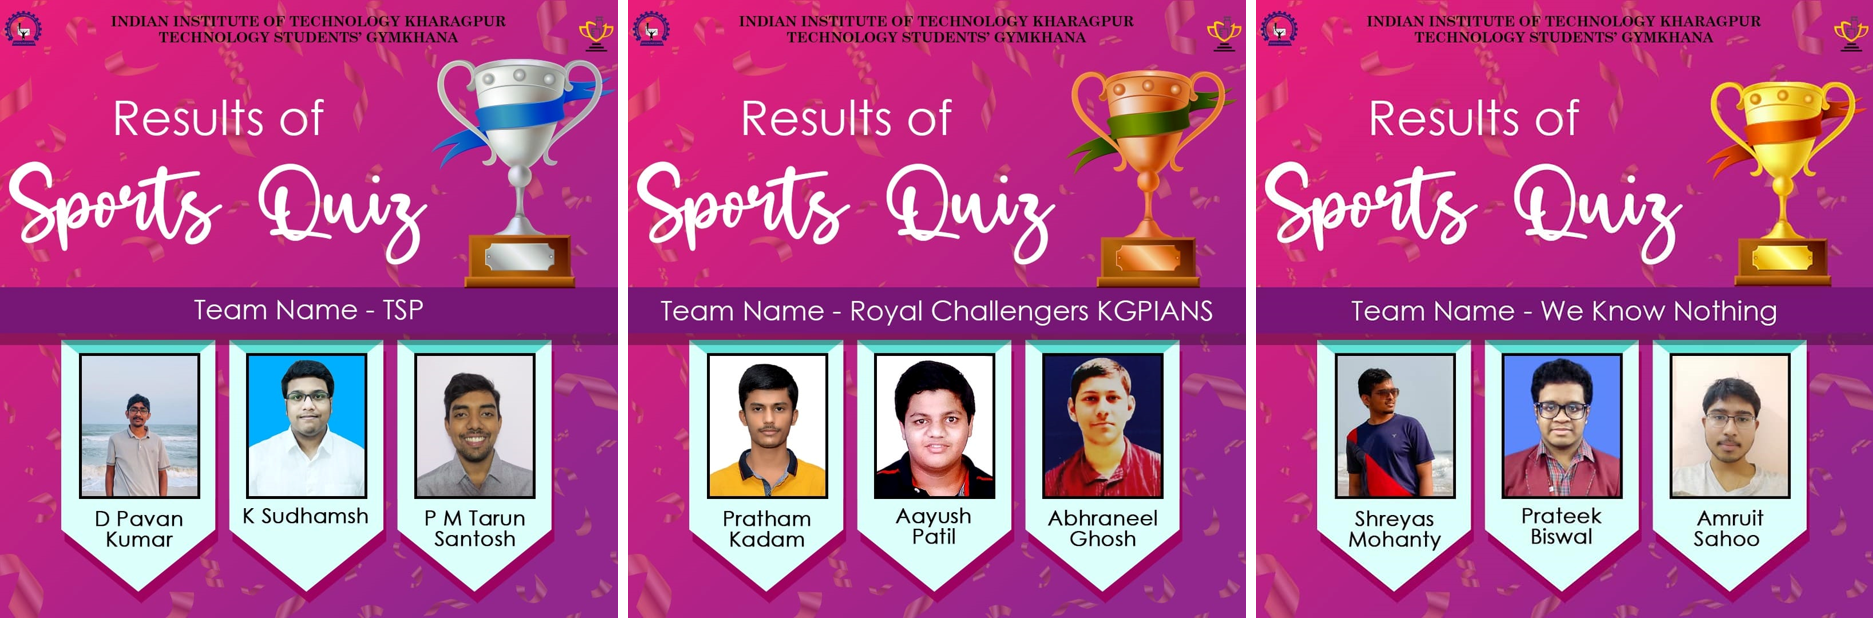 INDIAN INSTITUTE OF TECHNOLOGY KHARAGPUR
TECHNOLOGY STUDENTS' GYMKHANA
Results of
Sports Quiz
Team Name - TSP
D Pavan
Kumar
K Sudhamsh
P M Tarun
Santosh
INDIAN INSTITUTE OF TECHNOLOGY KHARAGPUR
TECHNOLOGY STUDENTS' GYMKHANA
Results of
Sports Quiz
Team Name - Royal Challengers KGPIANS
Pratham
Kadam
Aayush
Patil
Abhraneel
Ghosh
INDIAN INSTITUTE OF TECHNOLOGY KHARAGPUR
TECHNOLOGY STUDENTS' GYMKHANA
Results of
Sports Quiz
Team Name - We Know Nothing
Shreyas
Mohanty
Prateek
Biswal
Amruit
Sahoo